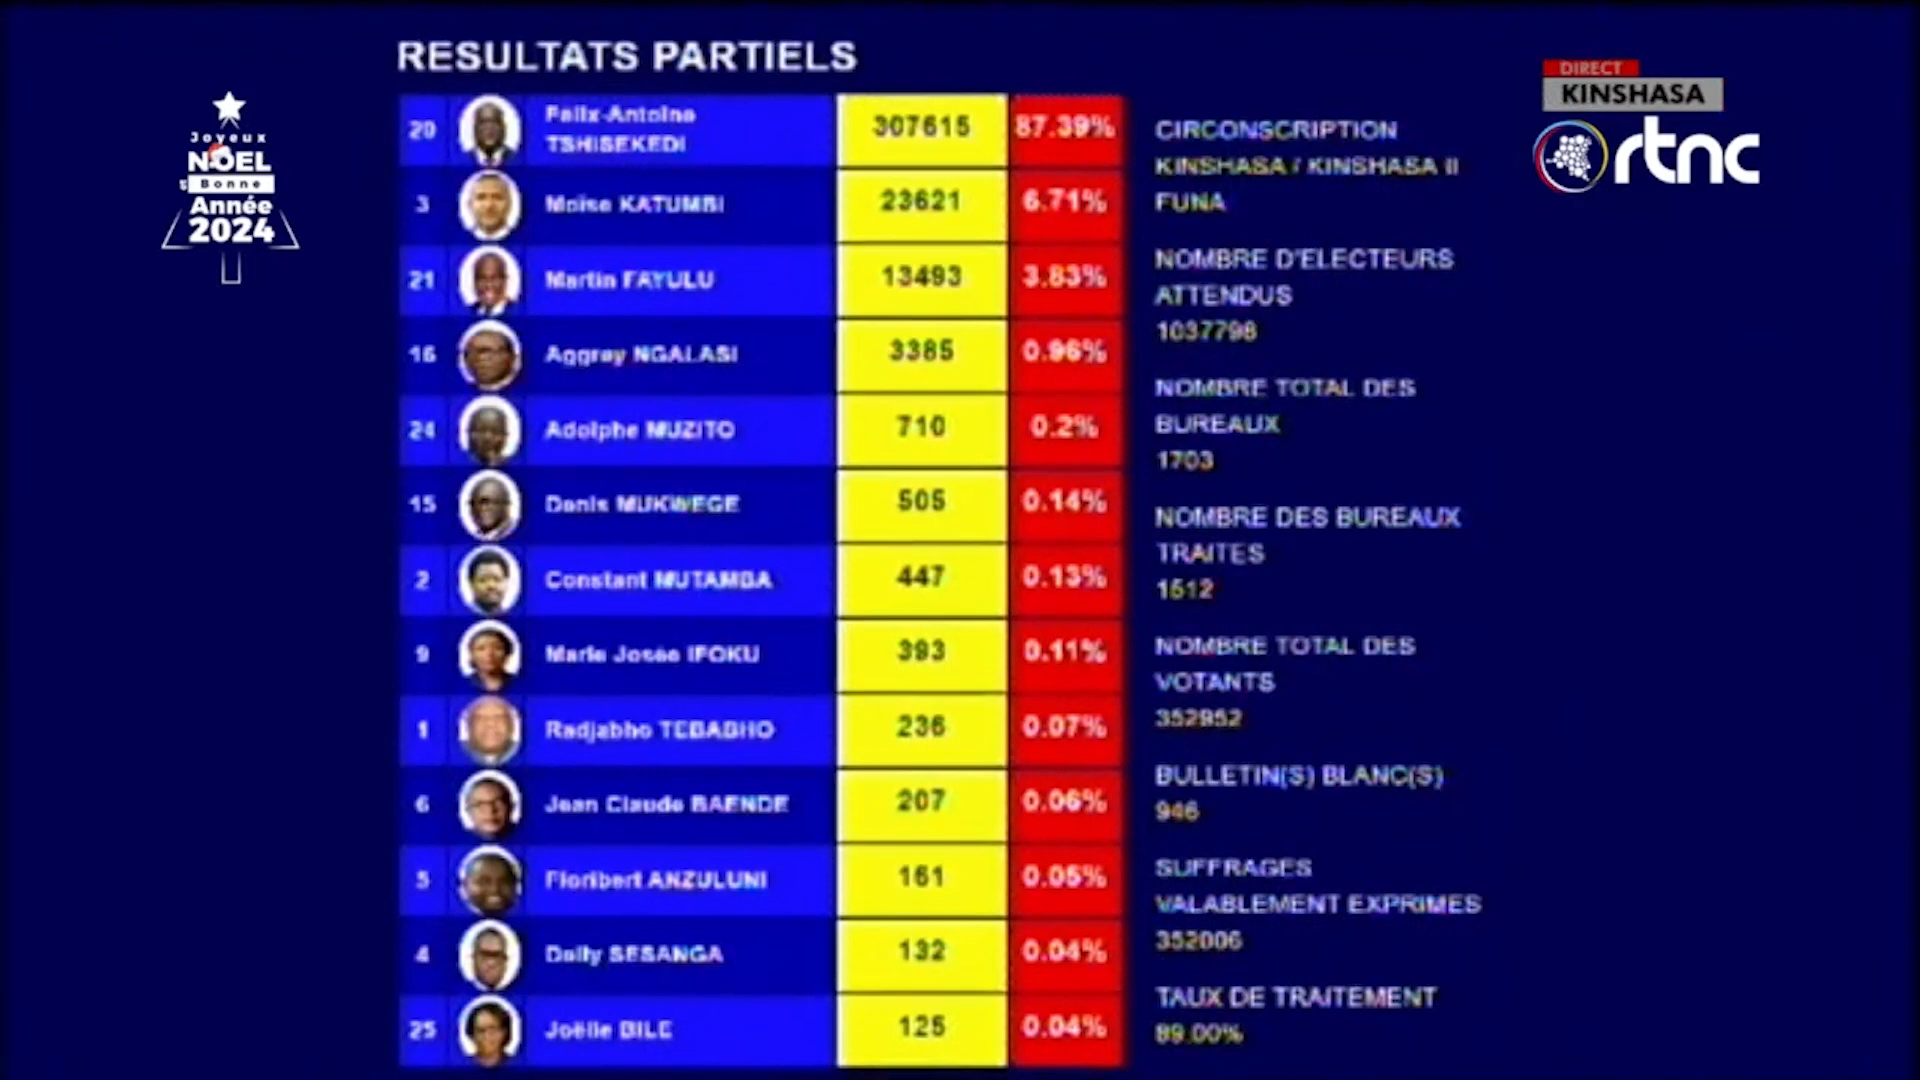 RESULTATS PARTIELS
20 Félix-Antoine TSHISEKEDI 307615 87.39%
3 Moïse KATUMBI 23621 6.71%
21 Martin FAYULU 13493 3.83%
16 Aggrey NGALASI 3385 0.96%
24 Adolphe MUZITO 710 0.2%
15 Denis MUKWEGE 505 0.14%
2 Constant MUTAMBA 447 0.13%
9 Marie Josée IFOKU 393 0.11%
1 Radjabho TEBABHO 236 0.07%
6 Jean Claude BAENDE 207 0.06%
5 Floribert ANZULUNI 161 0.05%
4 Delly SESANGA 132 0.04%
25 Joëlle BILE 125 0.04%
CIRCONSCRIPTION
KINSHASA / KINSHASA II
FUNA
NOMBRE D'ELECTEURS
ATTENDUS
1037798
NOMBRE TOTAL DES
BUREAUX
1703
NOMBRE DES BUREAUX
TRAITES
1512
NOMBRE TOTAL DES
VOTANTS
352952
BULLETIN(S) BLANC(S)
946
SUFFRAGES
VALABLEMENT EXPRIMES
352006
TAUX DE TRAITEMENT
89.00%
Joyeux
NOEL
& Bonne
Année
2024
DIRECT
KINSHASA
rtnc